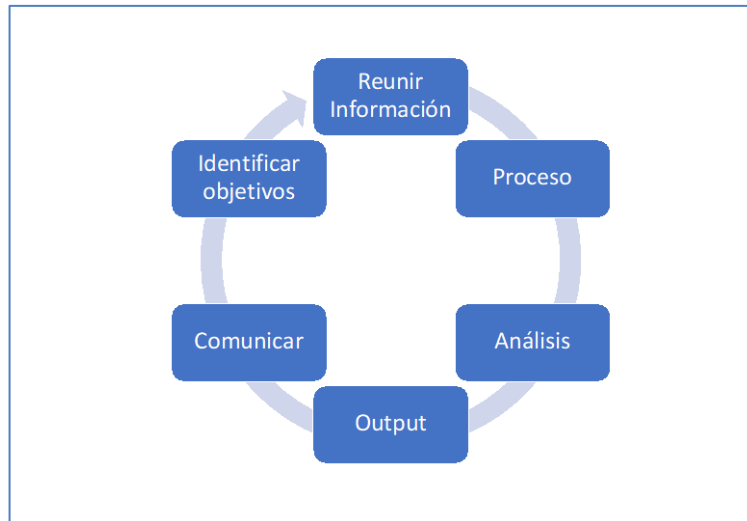 Reunir
Información
Proceso
Análisis
Output
Comunicar
Identificar
objetivos